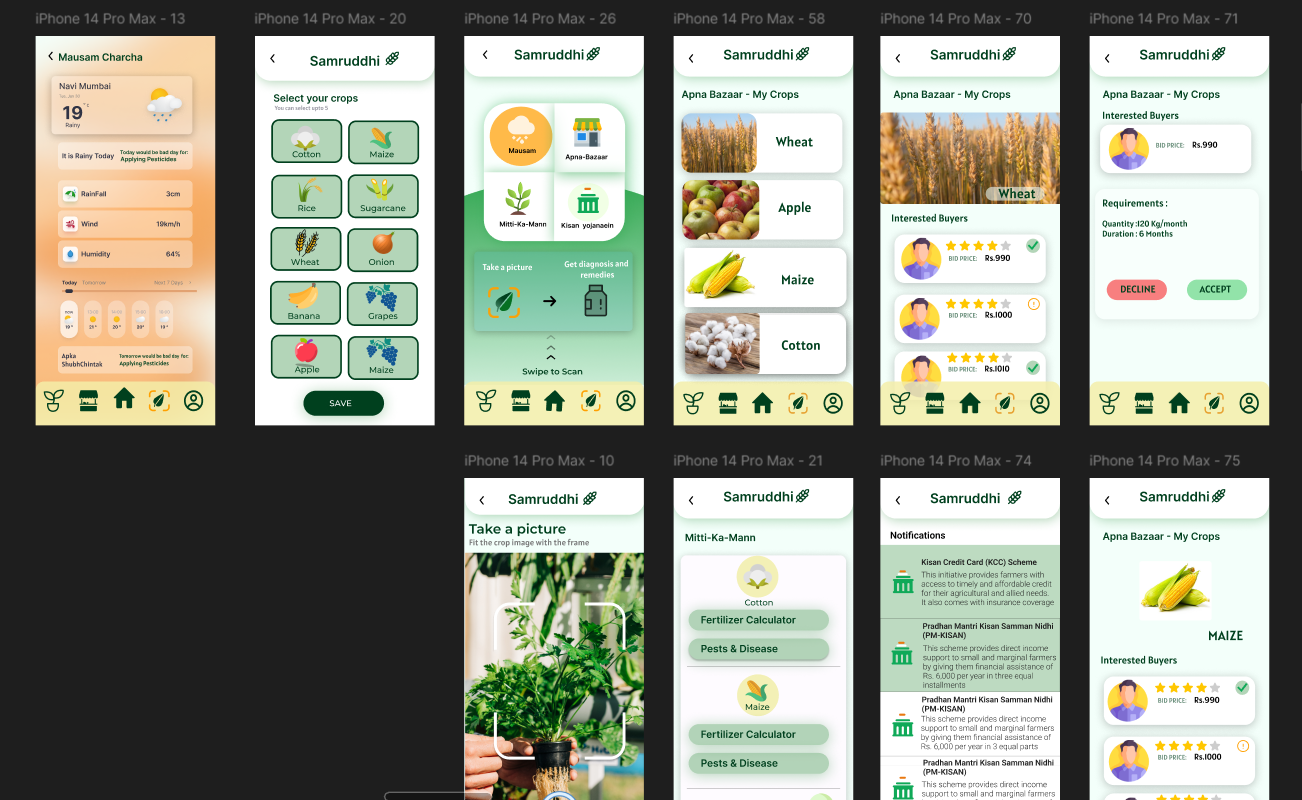 iPhone 14 Pro Max - 13
Mausam Charcha
Navi Mumbai
19
°c
Rainy
It is Rainy Today
Today would be bad day for:
Applying Pesticides
RainFall
3cm
Wind
19km/h
Humidity
64%
Today
Tomorrow
Next 7 Days
now
19°
21°
20°
20°
19°
Apka
ShubhChintak
Tomorrow would be bad day for:
Applying Pesticides
iPhone 14 Pro Max - 20
Samruddhi
Select your crops
You can select upto 5
Cotton
Maize
Rice
Sugarcane
Wheat
Onion
Banana
Grapes
Apple
Maize
SAVE
iPhone 14 Pro Max - 26
Samruddhi
Mausam
Apna-Bazaar
Mitti-Ka-Mann
Kisan yojanaein
Take a picture
Get diagnosis and
remedies
Swipe to Scan
iPhone 14 Pro Max - 58
Samruddhi
Apna Bazaar - My Crops
Wheat
Apple
Maize
Cotton
iPhone 14 Pro Max - 70
Samruddhi
Apna Bazaar - My Crops
Wheat
Interested Buyers
BID PRICE: Rs.990
BID PRICE: Rs.1000
BID PRICE: Rs.1010
iPhone 14 Pro Max - 71
Samruddhi
Apna Bazaar - My Crops
Interested Buyers
BID PRICE: Rs.990
Requirements :
Quantity :120 Kg/month
Duration : 6 Months
DECLINE
ACCEPT
iPhone 14 Pro Max - 10
Samruddhi
Take a picture
Fit the crop image with the frame
iPhone 14 Pro Max - 21
Samruddhi
Mitti-Ka-Mann
Cotton
Fertilizer Calculator
Pests & Disease
Maize
Fertilizer Calculator
Pests & Disease
iPhone 14 Pro Max - 74
Samruddhi
Notifications
Kisan Credit Card (KCC) Scheme
This initiative provides farmers with
access to timely and affordable credit
for their agricultural and allied needs.
It also comes with insurance coverage
Pradhan Mantri Kisan Samman Nidhi
(PM-KISAN)
This scheme provides direct income
support to small and marginal farmers
by giving them financial assistance of
Rs. 6,000 per year in three equal
installments
Pradhan Mantri Kisan Samman Nidhi
(PM-KISAN)
This scheme provides direct income
support to small and marginal farmers
by giving them financial assistance of
Rs. 6,000 per year in 3 equal parts
Pradhan Mantri Kisan Samman Nidhi
(PM-KISAN)
This scheme provides direct income
support to small and marginal farmers
iPhone 14 Pro Max - 75
Samruddhi
Apna Bazaar - My Crops
MAIZE
Interested Buyers
BID PRICE: Rs.990
BID PRICE: Rs.1000